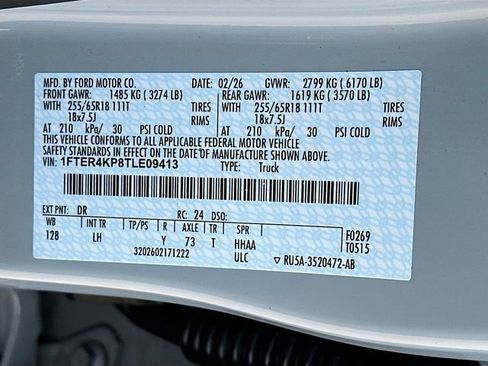 MFD. BY FORD MOTOR CO. DATE: 02/26 GVWR: 2799 KG ( 6170 LB)
FRONT GAWR: 1485 KG ( 3274 LB) REAR GAWR: 1619 KG ( 3570 LB)
WITH WITH
255/65R18 111T TIRES 255/65R18 111T TIRES
18x7.5J RIMS 18x7.5J RIMS
AT 210 kPa/ 30 PSI COLD AT 210 kPa/ 30 PSI COLD
THIS VEHICLE CONFORMS TO ALL APPLICABLE FEDERAL MOTOR VEHICLE
SAFETY STANDARDS IN EFFECT ON THE DATE OF MANUFACTURE SHOWN ABOVE.
VIN: 1FTER4KP8TLE09413 TYPE: Truck
EXT PNT: DR RC: 24 DSO: F0269
WB INT TR TP/PS R AXLE TR SPR T0515
128 LH Y 73 T HHAA
3202602171222 ULC ▽ RU5A-3520472-AB